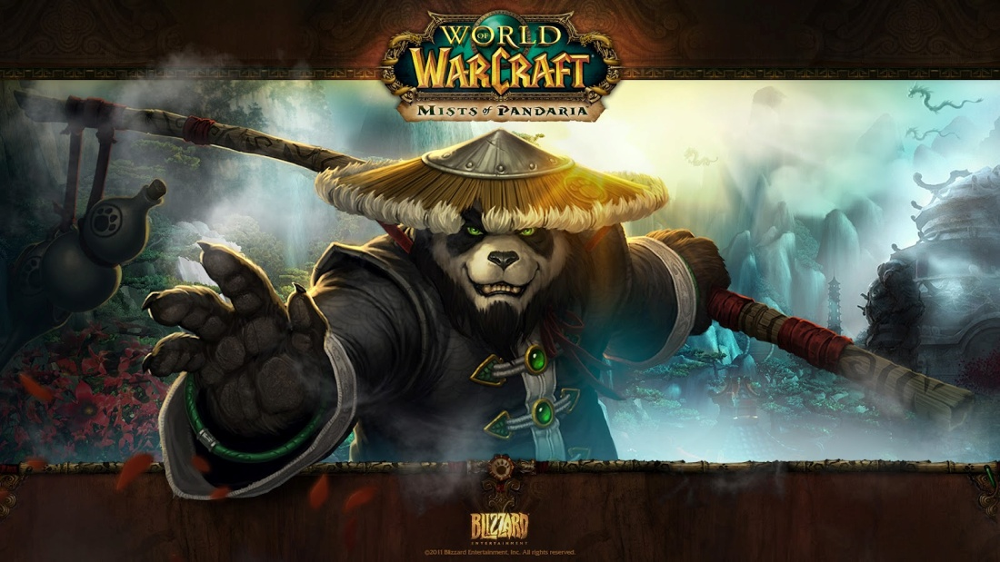 WORLD OF
WARCRAFT
MISTS of PANDARIA
BLIZZARD
ENTERTAINMENT
©2011 Blizzard Entertainment, Inc. All rights reserved.